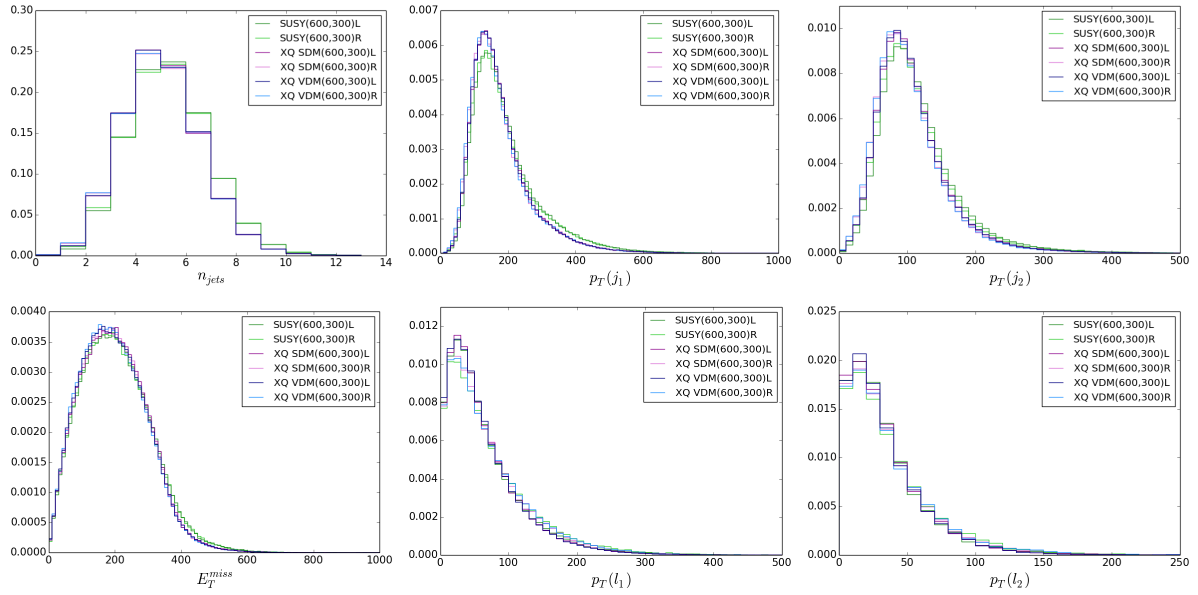 0.30
0.25
0.20
0.15
0.10
0.05
0.00
0 2 4 6 8 10 12 14
n_jets
SUSY(600,300)L
SUSY(600,300)R
XQ SDM(600,300)L
XQ SDM(600,300)R
XQ VDM(600,300)L
XQ VDM(600,300)R
0.007
0.006
0.005
0.004
0.003
0.002
0.001
0.000
0 200 400 600 800 1000
p_T(j_1)
SUSY(600,300)L
SUSY(600,300)R
XQ SDM(600,300)L
XQ SDM(600,300)R
XQ VDM(600,300)L
XQ VDM(600,300)R
0.010
0.008
0.006
0.004
0.002
0.000
0 100 200 300 400 500
p_T(j_2)
SUSY(600,300)L
SUSY(600,300)R
XQ SDM(600,300)L
XQ SDM(600,300)R
XQ VDM(600,300)L
XQ VDM(600,300)R
0.0040
0.0035
0.0030
0.0025
0.0020
0.0015
0.0010
0.0005
0.0000
0 200 400 600 800 1000
E_T^miss
SUSY(600,300)L
SUSY(600,300)R
XQ SDM(600,300)L
XQ SDM(600,300)R
XQ VDM(600,300)L
XQ VDM(600,300)R
0.012
0.010
0.008
0.006
0.004
0.002
0.000
0 100 200 300 400 500
p_T(l_1)
SUSY(600,300)L
SUSY(600,300)R
XQ SDM(600,300)L
XQ SDM(600,300)R
XQ VDM(600,300)L
XQ VDM(600,300)R
0.025
0.020
0.015
0.010
0.005
0.000
0 50 100 150 200 250
p_T(l_2)
SUSY(600,300)L
SUSY(600,300)R
XQ SDM(600,300)L
XQ SDM(600,300)R
XQ VDM(600,300)L
XQ VDM(600,300)R